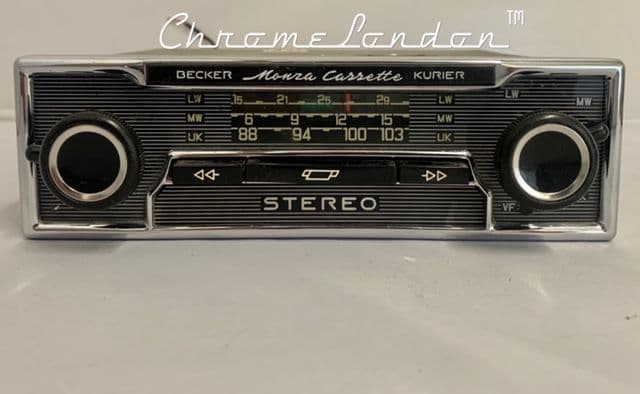 ChromeLondon™
BECKER Monza Cassette KURIER
LW 15 21 25 29 LW
MW 6 9 12 15 MW
UK 88 94 100 103 UK
LW
MW
STEREO
VF